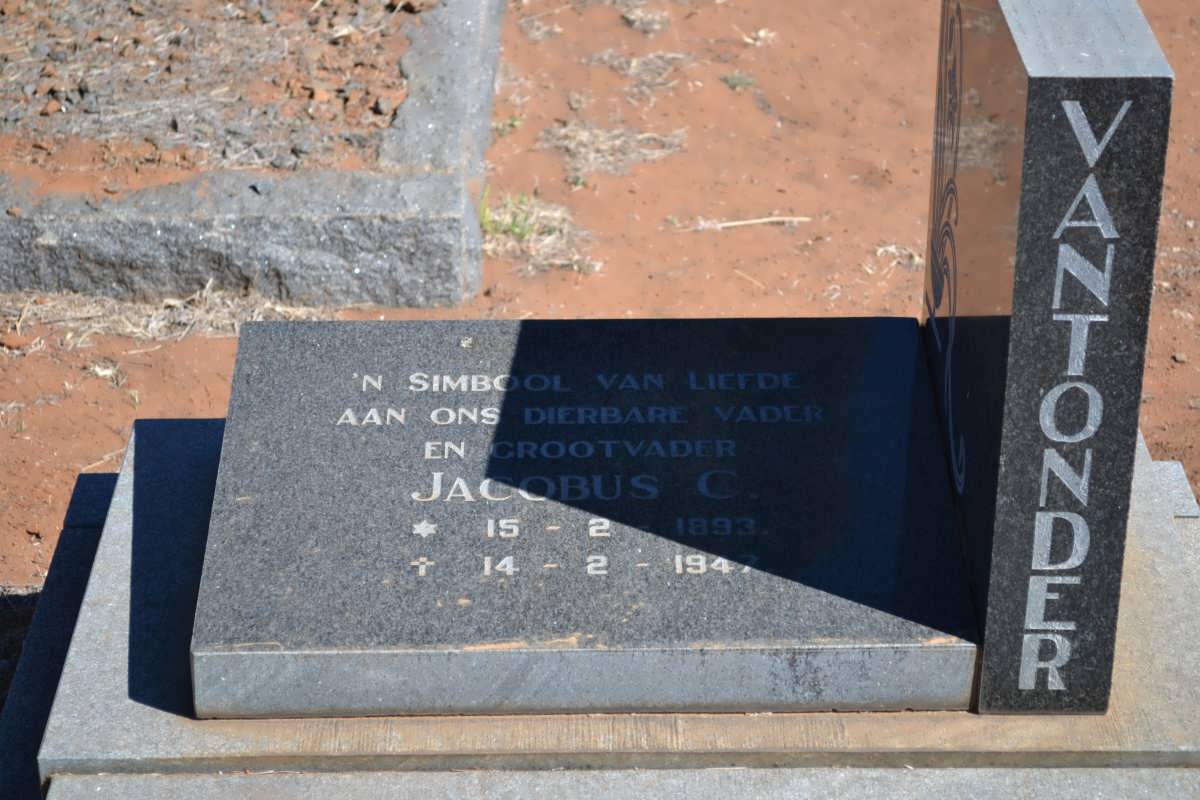 'N SIMBOOL VAN LIEFDE
AAN ONS DIERBARE VADER
EN GROOTVADER
JACOBUS C.
15 - 2 - 1893.
14 - 2 - 1947
VAN TONDER